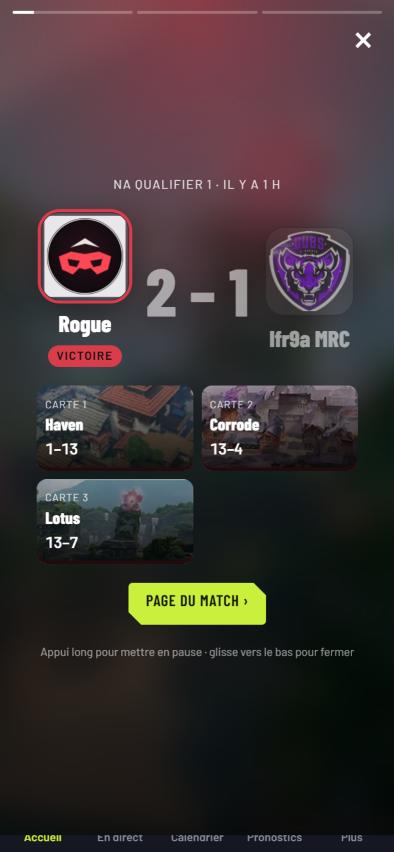 NA QUALIFIER 1 · IL Y A 1 H
2 – 1
CUBS
Rogue
Ifr9a MRC
VICTOIRE
CARTE 1
Haven
1–13
CARTE 2
Corrode
13–4
CARTE 3
Lotus
13–7
PAGE DU MATCH ›
Appui long pour mettre en pause · glisse vers le bas pour fermer
Accueil
En direct
Calendrier
Pronostics
Plus